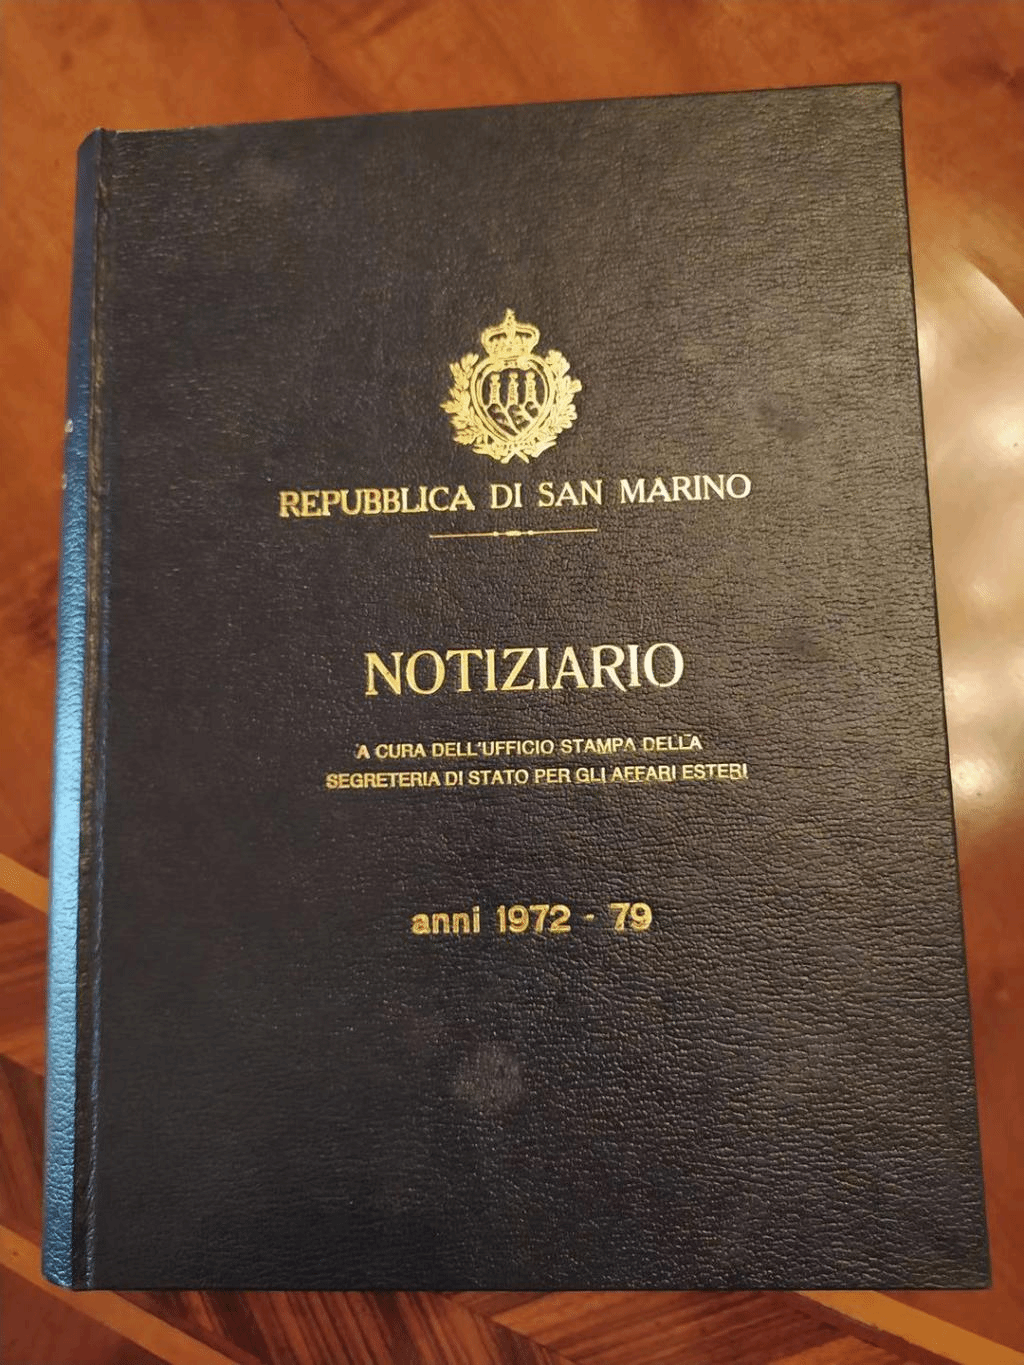 REPUBBLICA DI SAN MARINO
NOTIZIARIO
A CURA DELL'UFFICIO STAMPA DELLA
SEGRETERIA DI STATO PER GLI AFFARI ESTERI
anni 1972 - 79